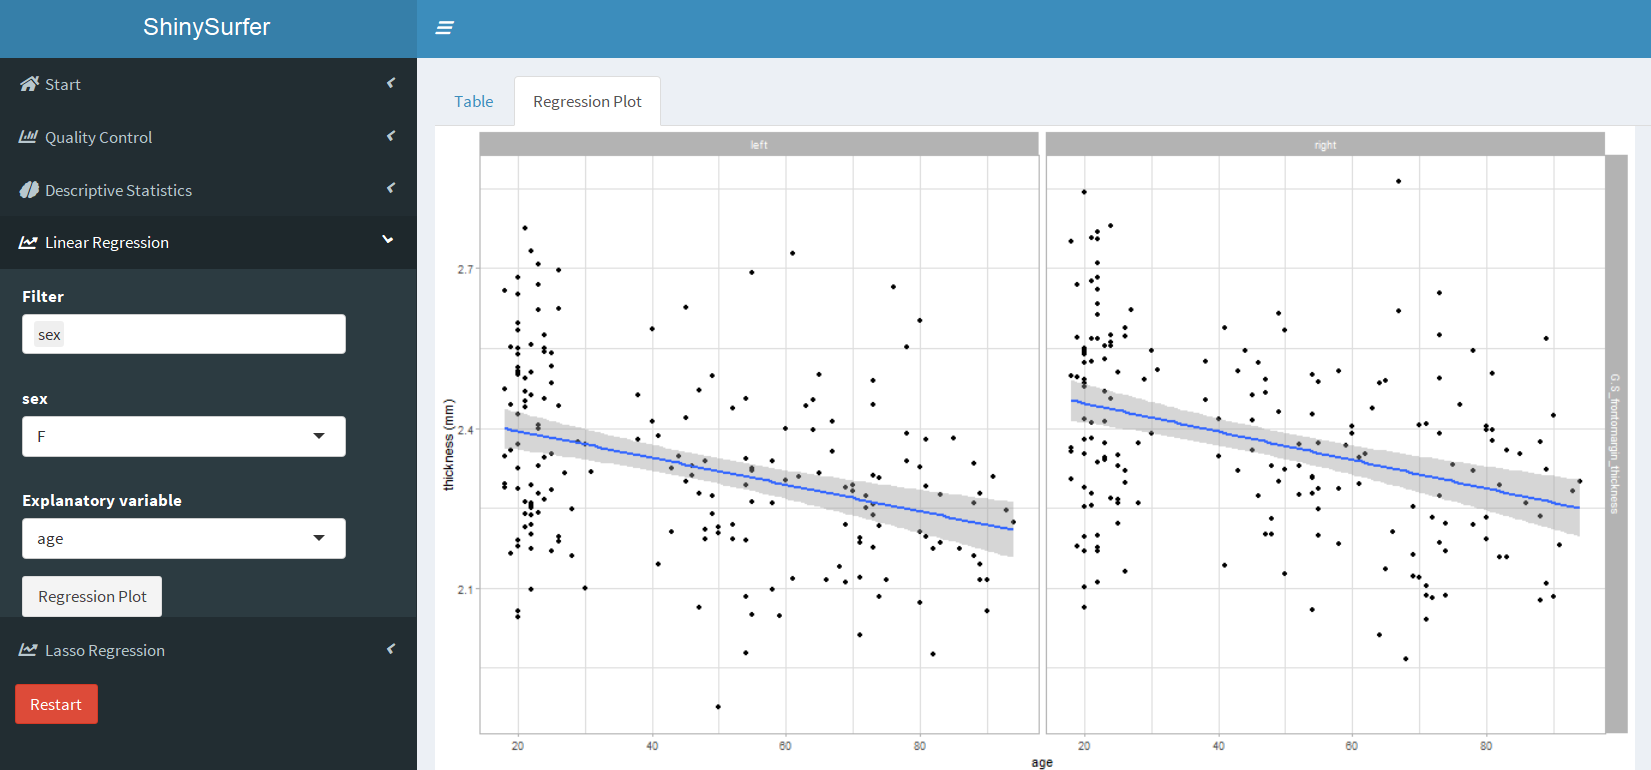 ShinySurfer
Start
Quality Control
Descriptive Statistics
Linear Regression
Filter
sex
sex
F
Explanatory variable
age
Regression Plot
Lasso Regression
Restart
Table
Regression Plot
left
right
thickness (mm)
2.7
2.4
2.1
20
40
60
80
20
40
60
80
age
G.S_frontomargin_thickness